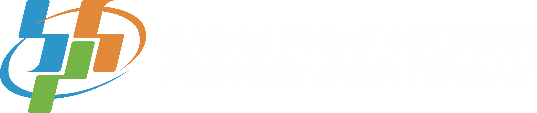 BADAN PUSAT STATISTIK
PROVINSI JAWA TENGAH